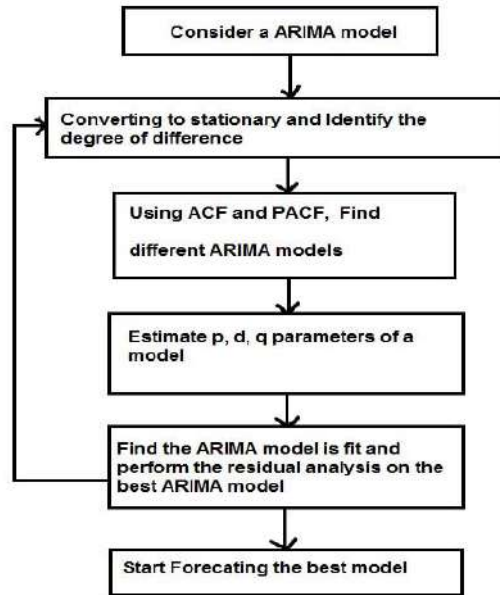 Consider a ARIMA model
Converting to stationary and Identify the
degree of difference
Using ACF and PACF, Find
different ARIMA models
Estimate p, d, q parameters of a
model
Find the ARIMA model is fit and
perform the residual analysis on the
best ARIMA model
Start Forecating the best model